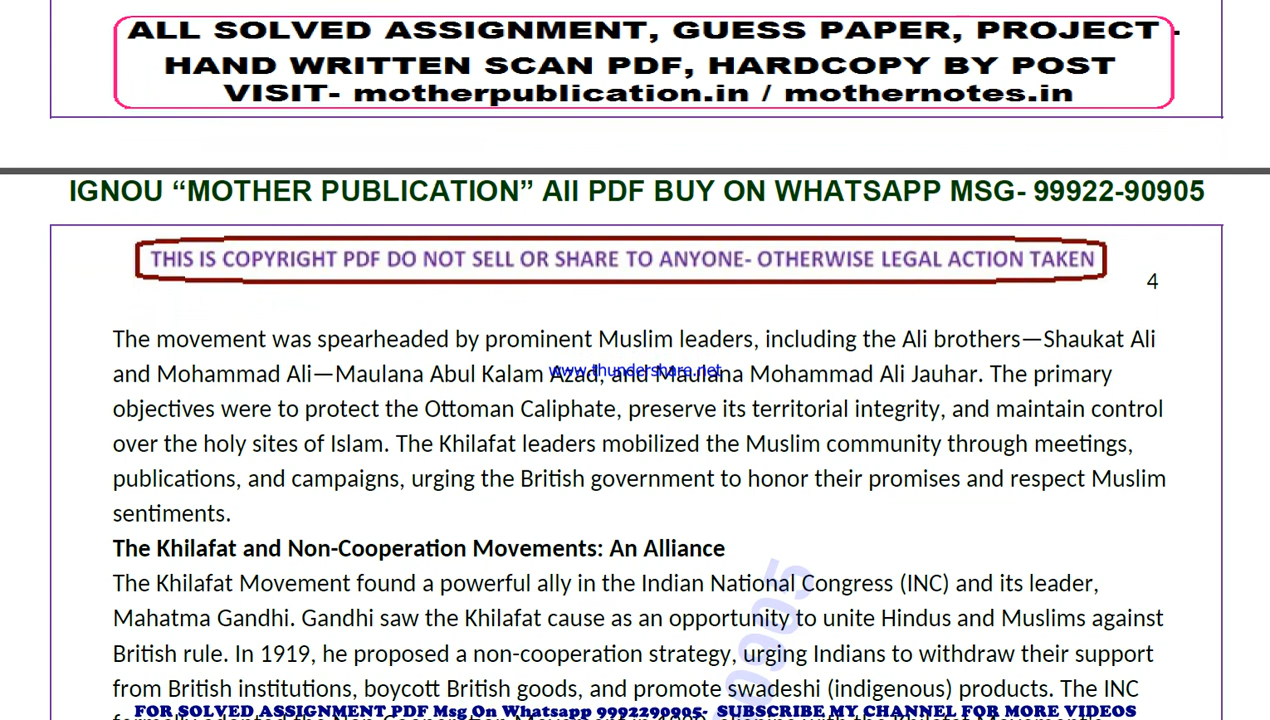 ALL SOLVED ASSIGNMENT, GUESS PAPER, PROJECT -
HAND WRITTEN SCAN PDF, HARDCOPY BY POST
VISIT- motherpublication.in / mothernotes.in
IGNOU “MOTHER PUBLICATION” All PDF BUY ON WHATSAPP MSG- 99922-90905
THIS IS COPYRIGHT PDF DO NOT SELL OR SHARE TO ANYONE- OTHERWISE LEGAL ACTION TAKEN
4
The movement was spearheaded by prominent Muslim leaders, including the Ali brothers—Shaukat Ali
www.thundershare.net
and Mohammad Ali—Maulana Abul Kalam Azad, and Maulana Mohammad Ali Jauhar. The primary
objectives were to protect the Ottoman Caliphate, preserve its territorial integrity, and maintain control
over the holy sites of Islam. The Khilafat leaders mobilized the Muslim community through meetings,
publications, and campaigns, urging the British government to honor their promises and respect Muslim
sentiments.
The Khilafat and Non-Cooperation Movements: An Alliance
The Khilafat Movement found a powerful ally in the Indian National Congress (INC) and its leader,
Mahatma Gandhi. Gandhi saw the Khilafat cause as an opportunity to unite Hindus and Muslims against
British rule. In 1919, he proposed a non-cooperation strategy, urging Indians to withdraw their support
0905
from British institutions, boycott British goods, and promote swadeshi (indigenous) products. The INC
FOR SOLVED ASSIGNMENT PDF Msg On Whatsapp 9992290905- SUBSCRIBE MY CHANNEL FOR MORE VIDEOS